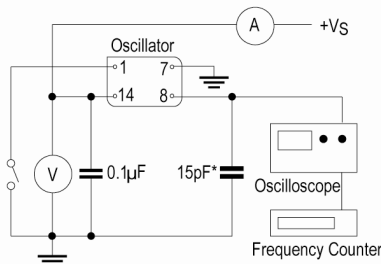 A
+VS
Oscillator
1
7
14
8
V
0.1µF
15pF*
Oscilloscope
Frequency Counter